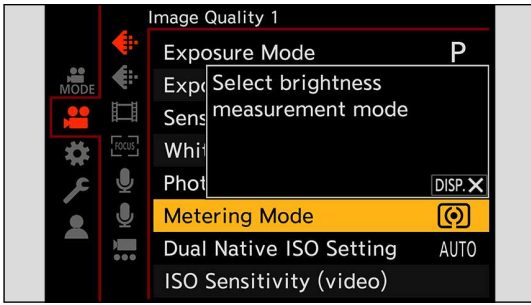 Image Quality 1
Exposure Mode P
Expo
Select brightness
measurement mode
Sens
Whit
Phot
DISP. X
Metering Mode
Dual Native ISO Setting AUTO
ISO Sensitivity (video)
MODE
FOCUS